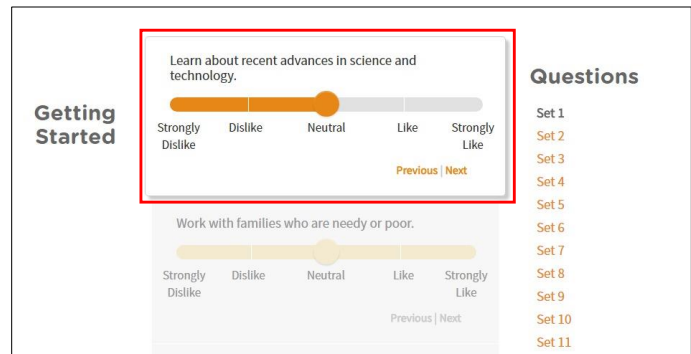 Getting
Started
Learn about recent advances in science and
technology.
Strongly
Dislike
Dislike
Neutral
Like
Strongly
Like
Previous | Next
Work with families who are needy or poor.
Strongly
Dislike
Dislike
Neutral
Like
Strongly
Like
Previous | Next
Questions
Set 1
Set 2
Set 3
Set 4
Set 5
Set 6
Set 7
Set 8
Set 9
Set 10
Set 11